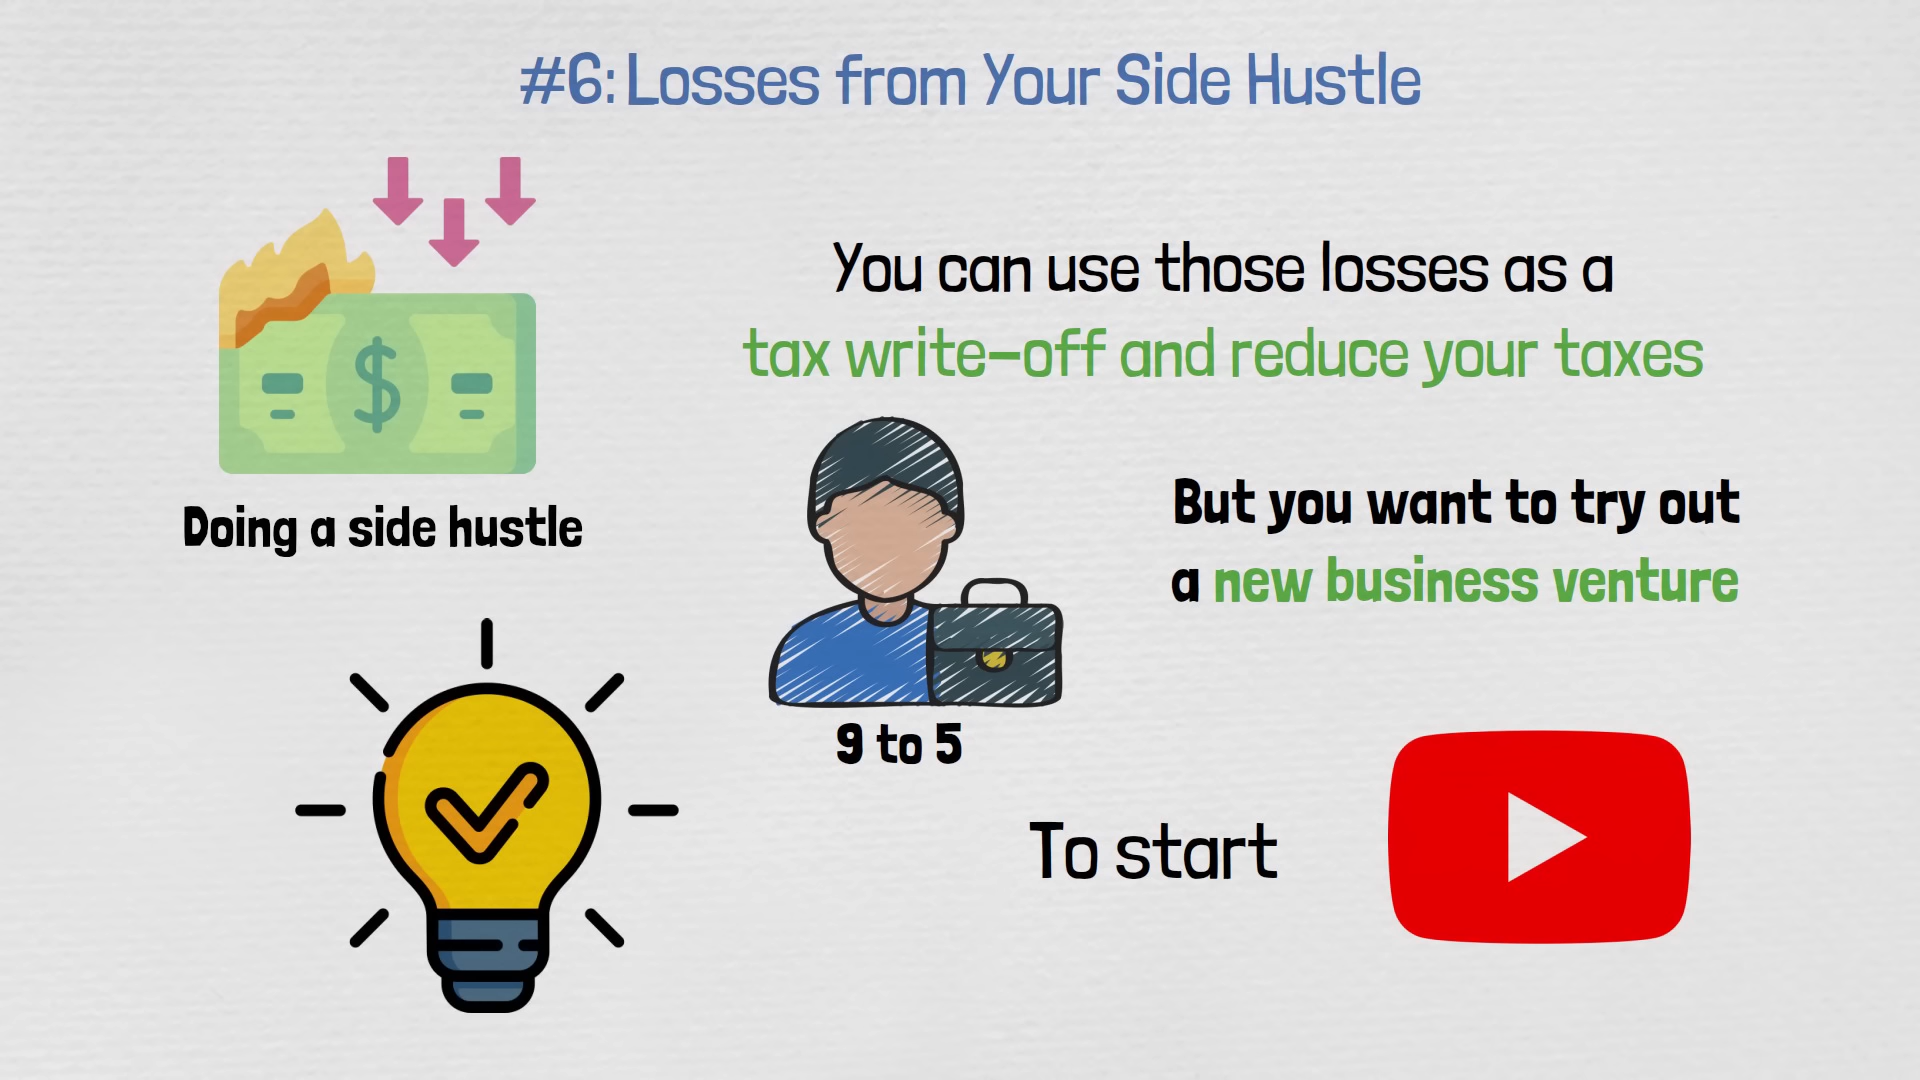 #6: Losses from Your Side Hustle
You can use those losses as a
tax write-off and reduce your taxes
Doing a side hustle
But you want to try out
a new business venture
9 to 5
To start